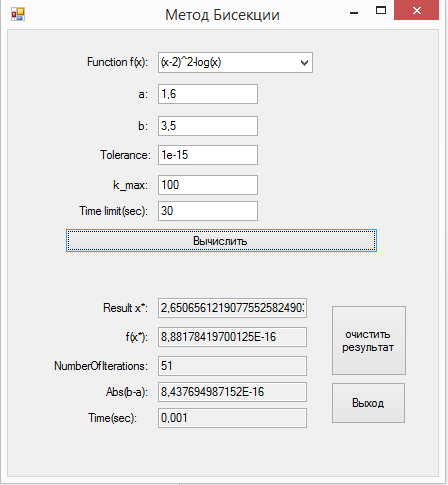 Метод Бисекции
Function f(x): (x-2)^2-log(x)
a: 1,6
b: 3,5
Tolerance: 1e-15
k_max: 100
Time limit(sec): 30
Вычислить
Result x*: 2,650656121907755258249
f(x*): 8,88178419700125E-16
NumberOfIterations: 51
Abs(b-a): 8,437694987152E-16
Time(sec): 0,001
очистить
результат
Выход